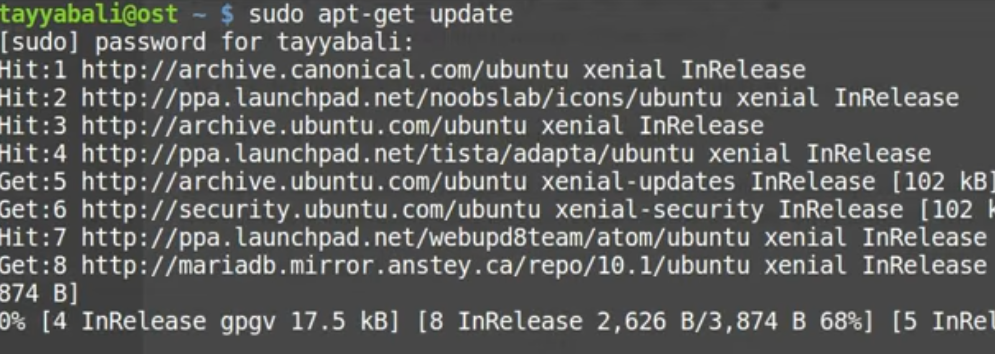 tayyabali@ost ~ $ sudo apt-get update
[sudo] password for tayyabali:
Hit:1 http://archive.canonical.com/ubuntu xenial InRelease
Hit:2 http://ppa.launchpad.net/noobslab/icons/ubuntu xenial InRelease
Hit:3 http://archive.ubuntu.com/ubuntu xenial InRelease
Hit:4 http://ppa.launchpad.net/tista/adapta/ubuntu xenial InRelease
Get:5 http://archive.ubuntu.com/ubuntu xenial-updates InRelease [102 kB]
Get:6 http://security.ubuntu.com/ubuntu xenial-security InRelease [102 k
Hit:7 http://ppa.launchpad.net/webupd8team/atom/ubuntu xenial InRelease
Get:8 http://mariadb.mirror.anstey.ca/repo/10.1/ubuntu xenial InRelease
874 B]
0% [4 InRelease gpgv 17.5 kB] [8 InRelease 2,626 B/3,874 B 68%] [5 InRel